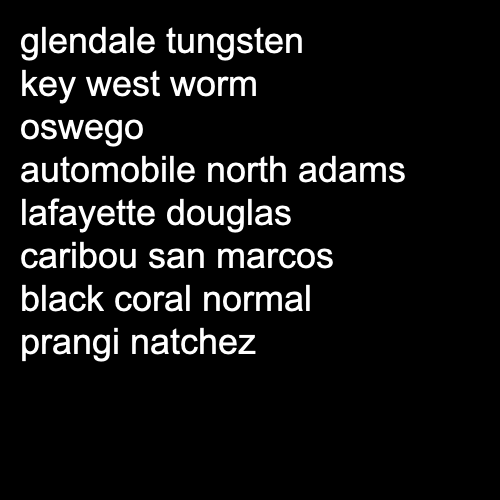 glendale tungsten
key west worm
oswego
automobile north adams
lafayette douglas
caribou san marcos
black coral normal
prangi natchez